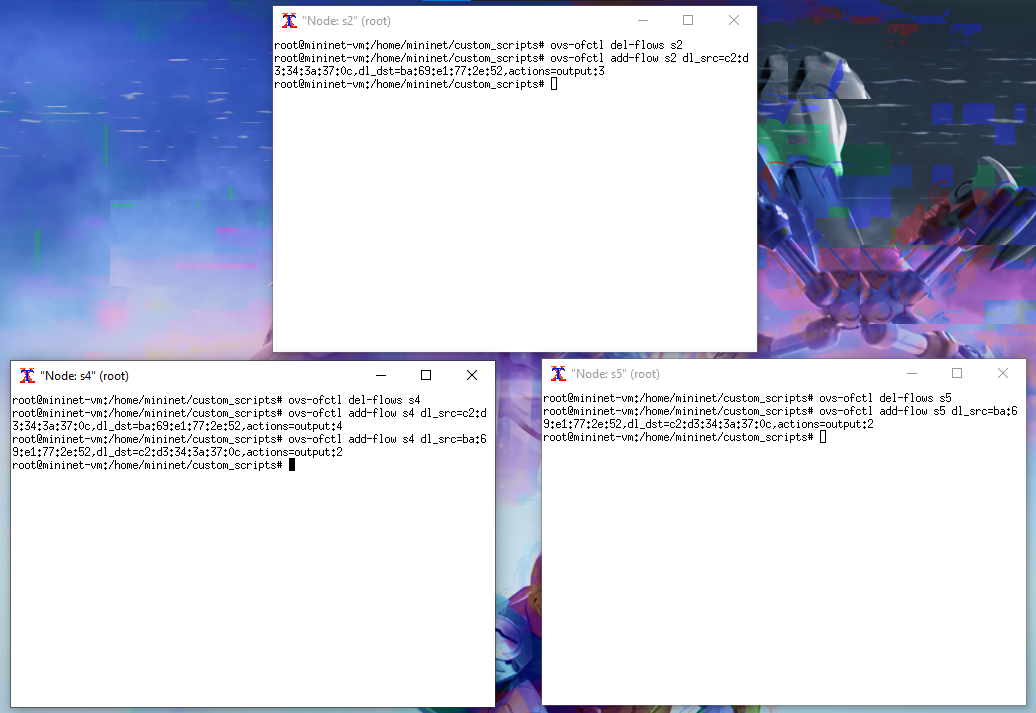 "Node: s2" (root)
root@mininet-vm:/home/mininet/custom_scripts# ovs-ofctl del-flows s2
root@mininet-vm:/home/mininet/custom_scripts# ovs-ofctl add-flow s2 dl_src=c2:d
3:34:3a:37:0c,dl_dst=ba:69:e1:77:2e:52,actions=output:3
root@mininet-vm:/home/mininet/custom_scripts#
"Node: s4" (root)
root@mininet-vm:/home/mininet/custom_scripts# ovs-ofctl del-flows s4
root@mininet-vm:/home/mininet/custom_scripts# ovs-ofctl add-flow s4 dl_src=c2:d
3:34:3a:37:0c,dl_dst=ba:69:e1:77:2e:52,actions=output:4
root@mininet-vm:/home/mininet/custom_scripts# ovs-ofctl add-flow s4 dl_src=ba:6
9:e1:77:2e:52,dl_dst=c2:d3:34:3a:37:0c,actions=output:2
root@mininet-vm:/home/mininet/custom_scripts#
"Node: s5" (root)
root@mininet-vm:/home/mininet/custom_scripts# ovs-ofctl del-flows s5
root@mininet-vm:/home/mininet/custom_scripts# ovs-ofctl add-flow s5 dl_src=ba:6
9:e1:77:2e:52,dl_dst=c2:d3:34:3a:37:0c,actions=output:2
root@mininet-vm:/home/mininet/custom_scripts#